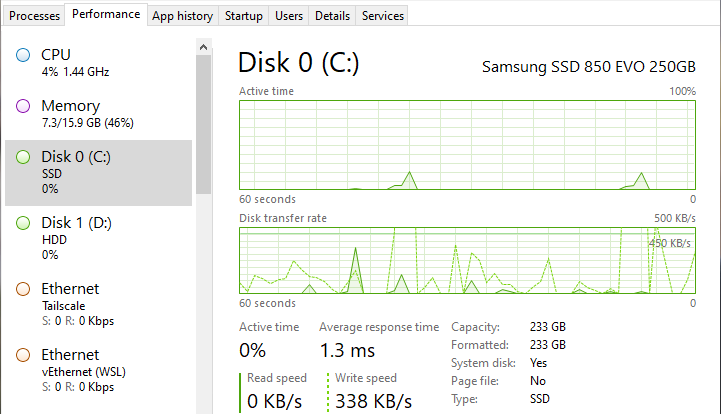 Processes Performance App history Startup Users Details Services
CPU
4% 1.44 GHz
Memory
7.3/15.9 GB (46%)
Disk 0 (C:)
SSD
0%
Disk 1 (D:)
HDD
0%
Ethernet
Tailscale
S: 0 R: 0 Kbps
Ethernet
vEthernet (WSL)
S: 0 R: 0 Kbps
Disk 0 (C:) Samsung SSD 850 EVO 250GB
Active time 100%
60 seconds 0
Disk transfer rate 500 KB/s
450 KB/s
60 seconds 0
Active time Average response time
0% 1.3 ms
Read speed Write speed
0 KB/s 338 KB/s
Capacity: 233 GB
Formatted: 233 GB
System disk: Yes
Page file: No
Type: SSD